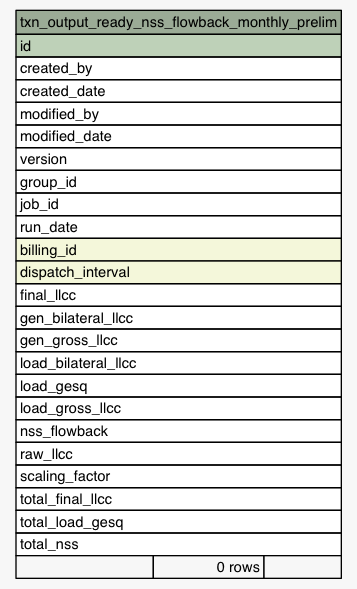 txn_output_ready_nss_flowback_monthly_prelim
id
created_by
created_date
modified_by
modified_date
version
group_id
job_id
run_date
billing_id
dispatch_interval
final_llcc
gen_bilateral_llcc
gen_gross_llcc
load_bilateral_llcc
load_gesq
load_gross_llcc
nss_flowback
raw_llcc
scaling_factor
total_final_llcc
total_load_gesq
total_nss
0 rows